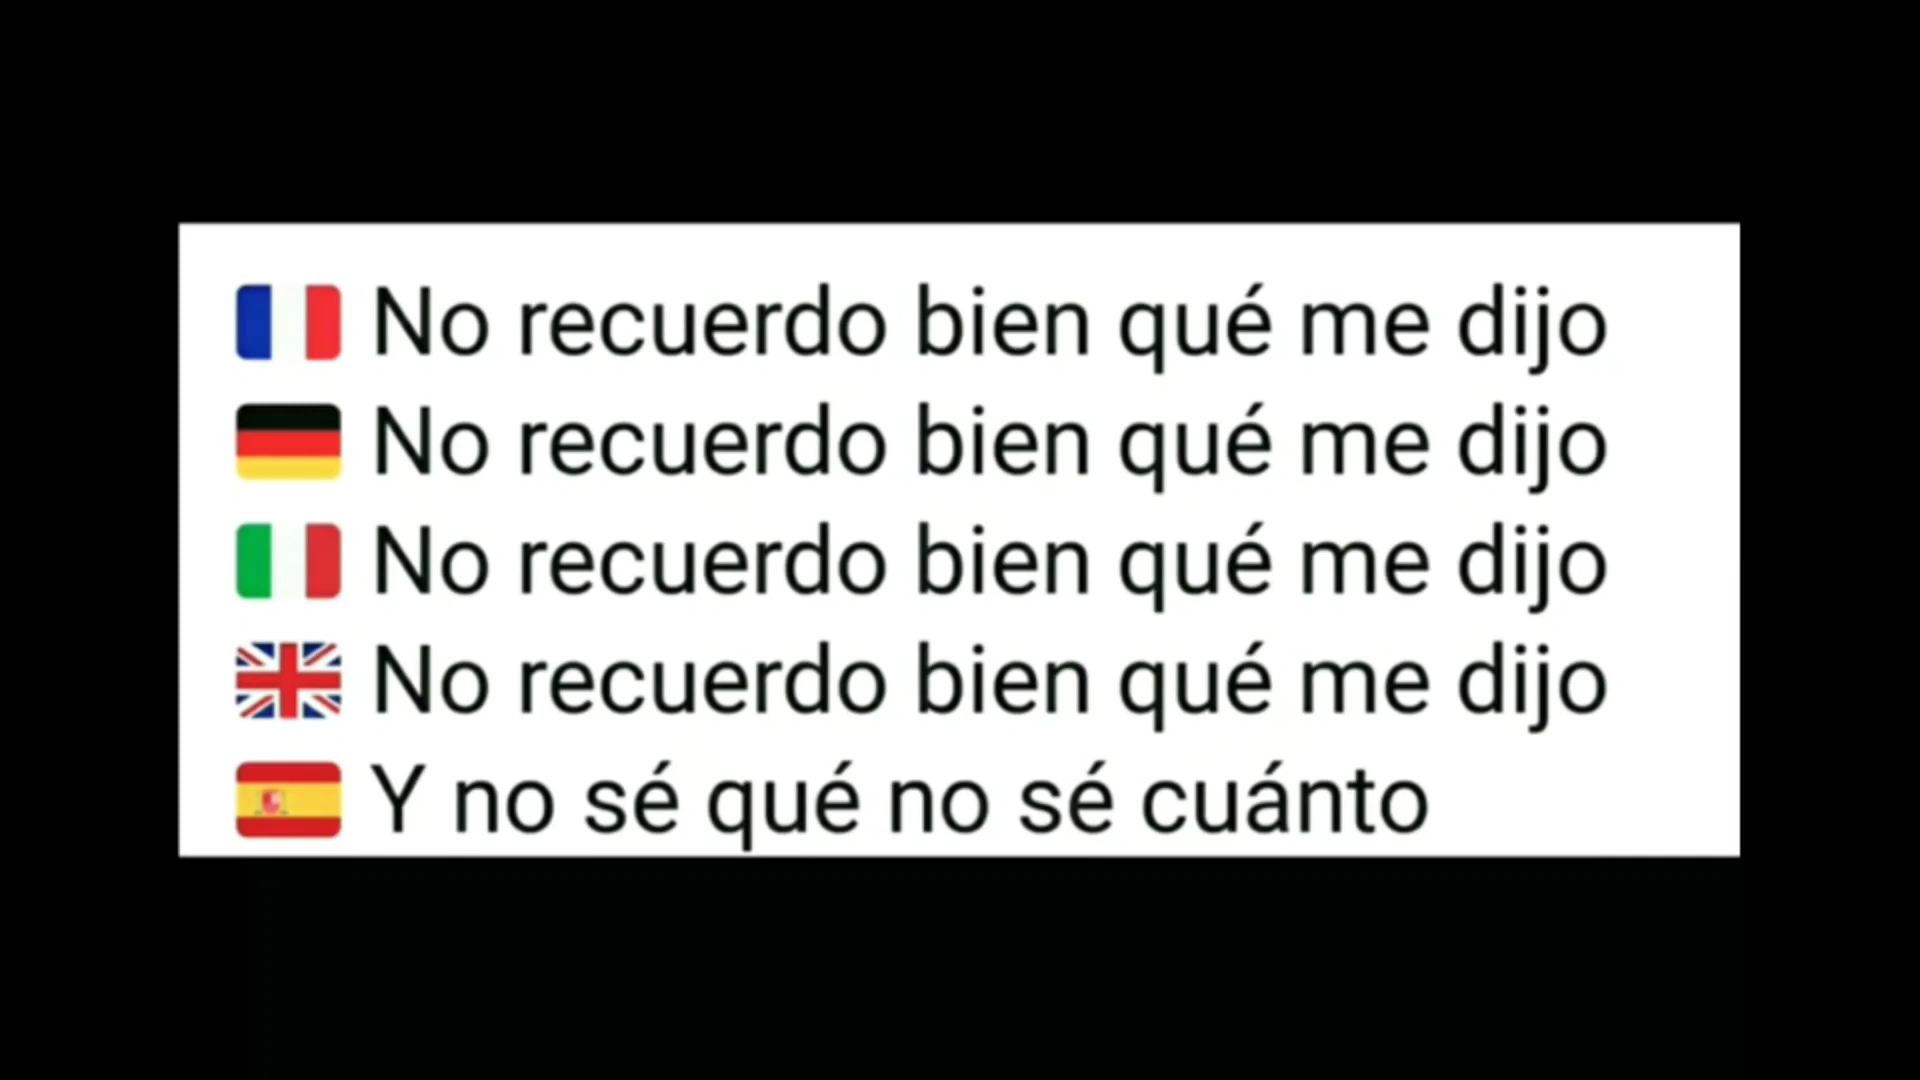 🇫🇷 No recuerdo bien qué me dijo
🇩🇪 No recuerdo bien qué me dijo
🇮🇹 No recuerdo bien qué me dijo
🇬🇧 No recuerdo bien qué me dijo
🇪🇸 Y no sé qué no sé cuánto